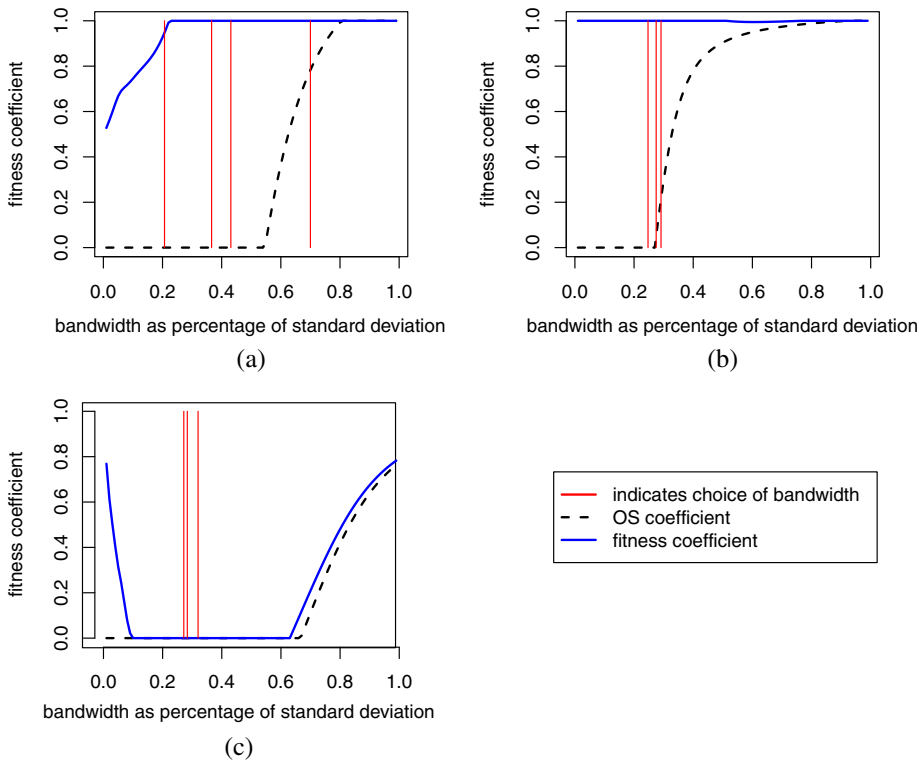 1.0
0.8
0.6
0.4
0.2
0.0
fitness coefficient
0.0 0.2 0.4 0.6 0.8 1.0
bandwidth as percentage of standard deviation
(a)
1.0
0.8
0.6
0.4
0.2
0.0
fitness coefficient
0.0 0.2 0.4 0.6 0.8 1.0
bandwidth as percentage of standard deviation
(b)
1.0
0.8
0.6
0.4
0.2
0.0
fitness coefficient
0.0 0.2 0.4 0.6 0.8 1.0
bandwidth as percentage of standard deviation
(c)
indicates choice of bandwidth
OS coefficient
fitness coefficient